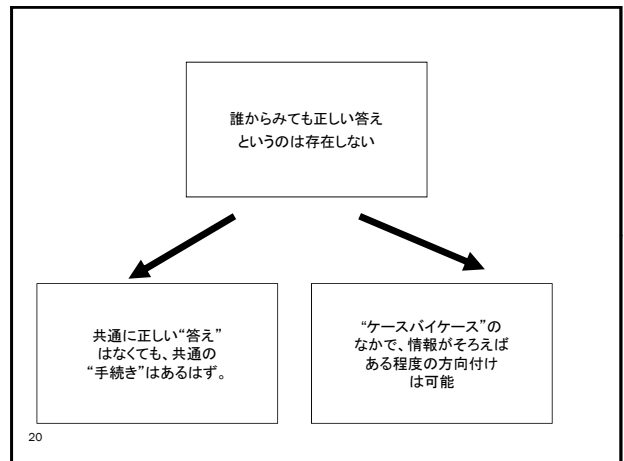 誰からみても正しい答え
というのは存在しない
共通に正しい“答え”
はなくても、共通の
“手続き”はあるはず。
“ケースバイケース”の
なかで、情報がそろえば
ある程度の方向付け
は可能
20